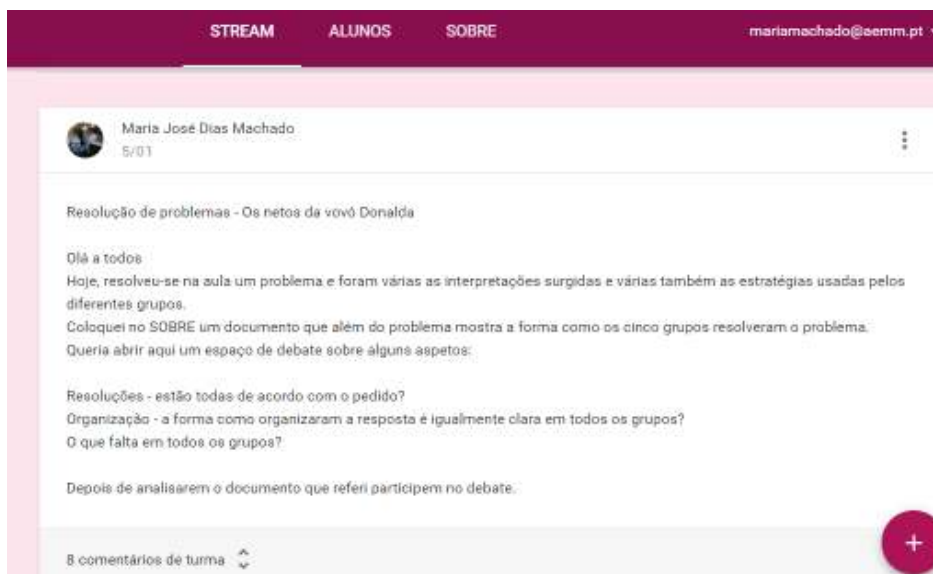 STREAM ALUNOS SOBRE mariamachado@aemm.pt
Maria José Dias Machado
5/01
Resolução de problemas - Os netos da vovó Donalda
Olá a todos
Hoje, resolveu-se na aula um problema e foram várias as interpretações surgidas e várias também as estratégias usadas pelos
diferentes grupos.
Coloquei no SOBRE um documento que além do problema mostra a forma como os cinco grupos resolveram o problema.
Queria abrir aqui um espaço de debate sobre alguns aspetos:
Resoluções - estão todas de acordo com o pedido?
Organização - a forma como organizaram a resposta é igualmente clara em todos os grupos?
O que falta em todos os grupos?
Depois de analisarem o documento que referi participem no debate.
8 comentários de turma